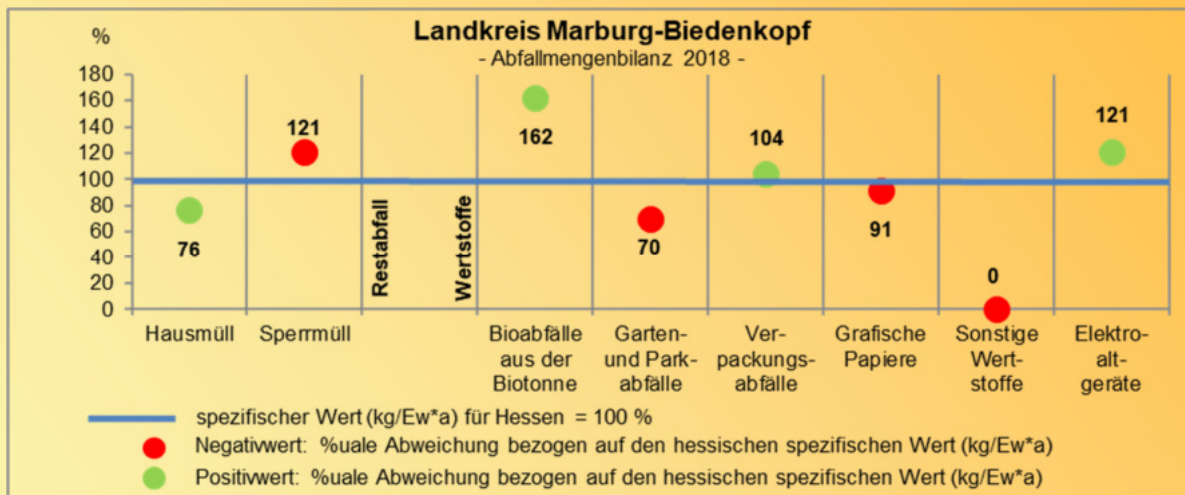 Landkreis Marburg-Biedenkopf
- Abfallmengenbilanz 2018 -
%
180
160
140
120
100
80
60
40
20
0
76
121
Restabfall
Wertstoffe
162
70
104
91
0
121
Hausmüll
Sperrmüll
Bioabfälle
aus der
Biotonne
Garten-
und Park-
abfälle
Ver-
packungs-
abfälle
Grafische
Papiere
Sonstige
Wert-
stoffe
Elektro-
alt-
geräte
spezifischer Wert (kg/Ew*a) für Hessen = 100 %
Negativwert: %uale Abweichung bezogen auf den hessischen spezifischen Wert (kg/Ew*a)
Positivwert: %uale Abweichung bezogen auf den hessischen spezifischen Wert (kg/Ew*a)